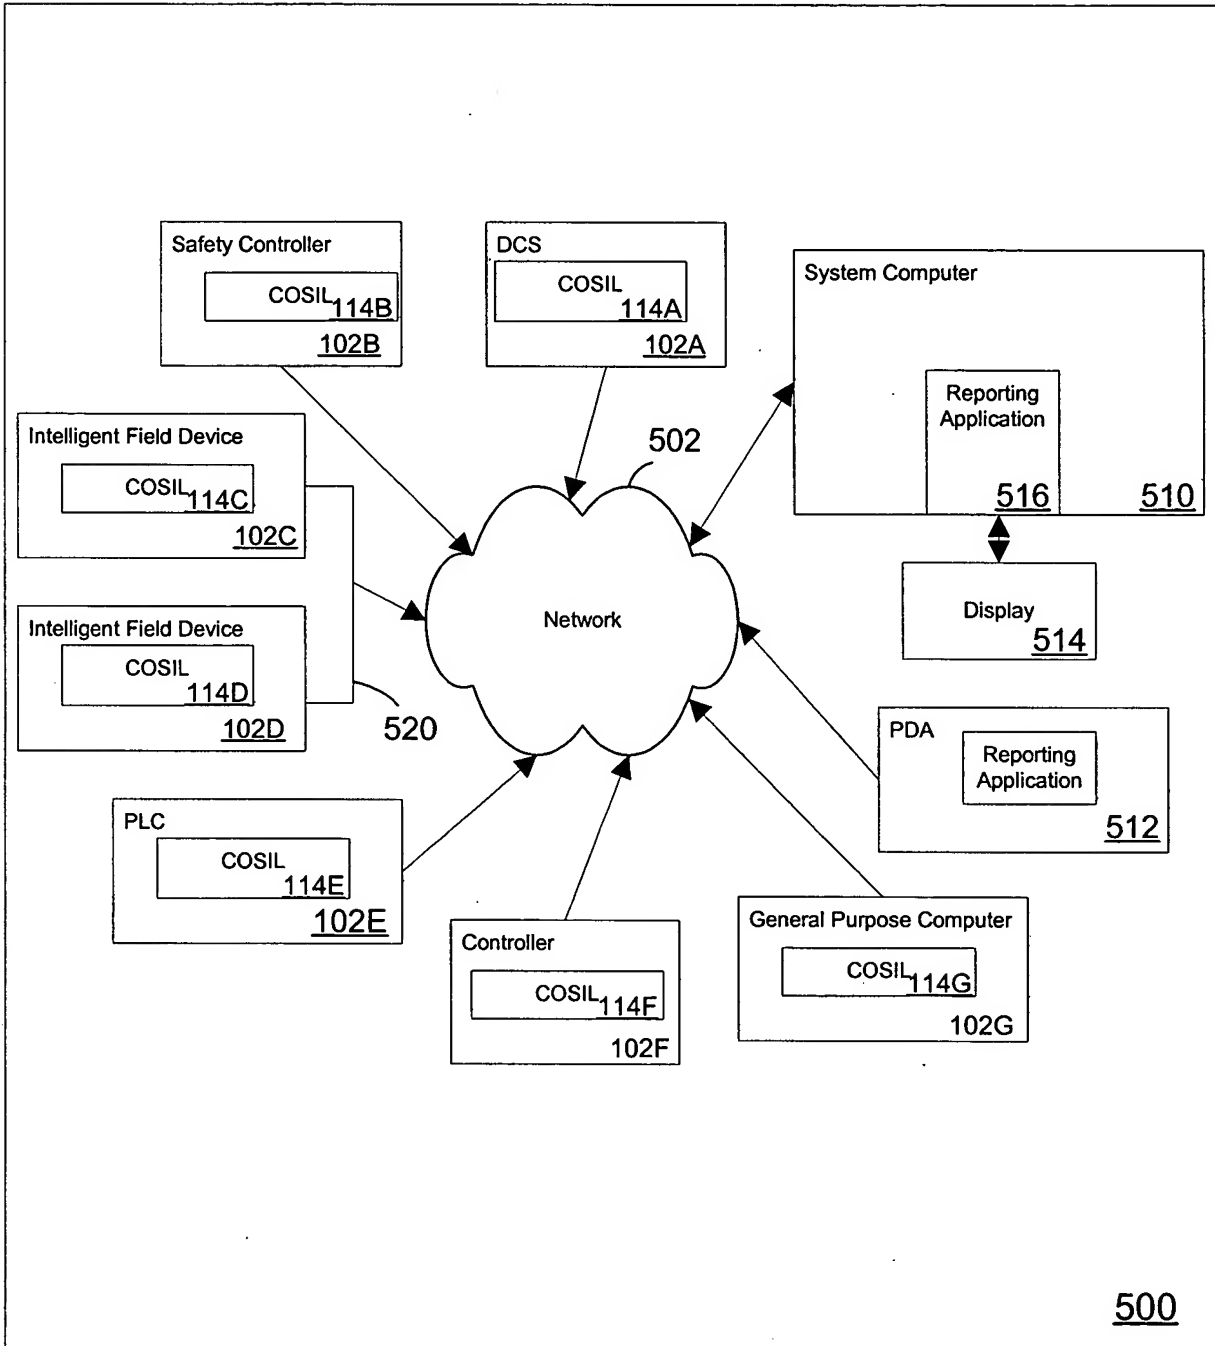 Safety Controller
COSIL
114B
102B
DCS
COSIL
114A
102A
System Computer
Reporting
Application
516
510
Intelligent Field Device
COSIL
114C
102C
502
Network
Display
514
Intelligent Field Device
COSIL
114D
102D
520
PDA
Reporting
Application
512
PLC
COSIL
114E
102E
Controller
COSIL
114F
102F
General Purpose Computer
COSIL
114G
102G
500